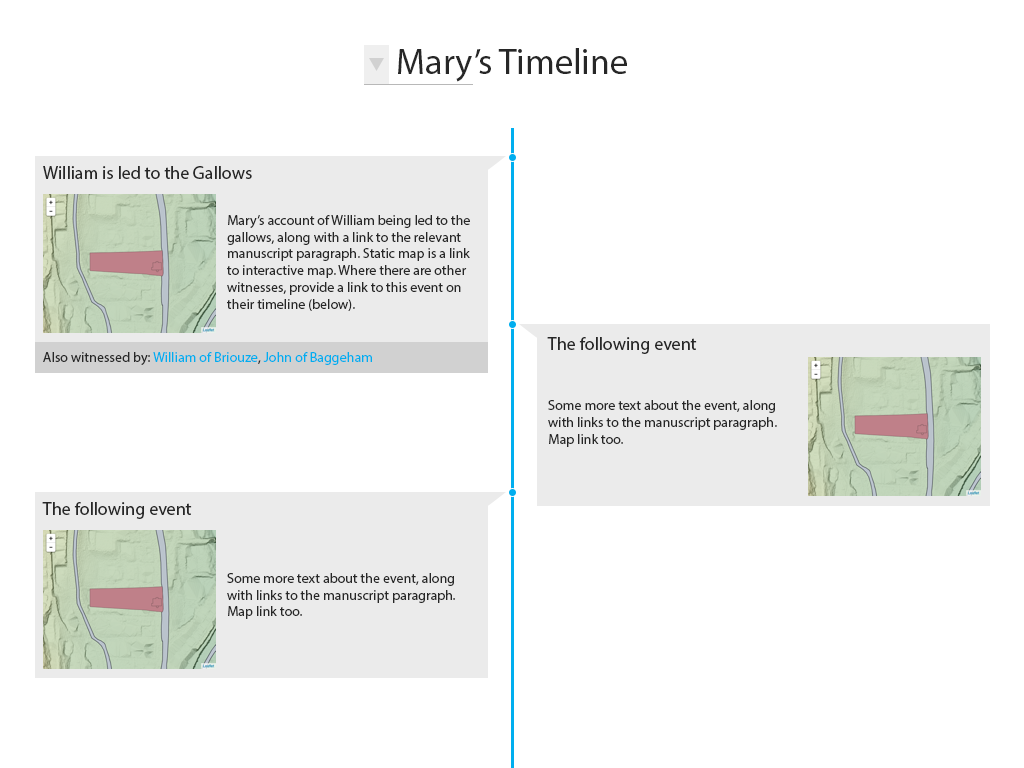 Mary’s Timeline
William is led to the Gallows
+
−
Mary’s account of William being led to the
gallows, along with a link to the relevant
manuscript paragraph. Static map is a link
to interactive map. Where there are other
witnesses, provide a link to this event on
their timeline (below).
Leaflet
Also witnessed by: William of Briouze, John of Baggeham
The following event
+
−
Some more text about the event, along
with links to the manuscript paragraph.
Map link too.
Leaflet
The following event
+
−
Some more text about the event, along
with links to the manuscript paragraph.
Map link too.
Leaflet